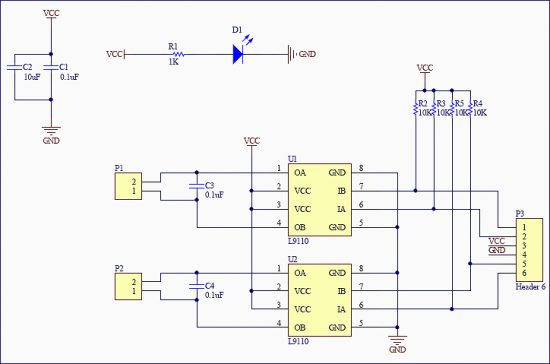 VCC
C2
10uF
C1
0.1uF
GND
VCC
R1
1K
D1
GND
VCC
R2
10K
R3
10K
R5
10K
R4
10K
VCC
P1
2
1
C3
0.1uF
U1
1 OA GND 8
2 VCC IB 7
3 VCC IA 6
4 OB GND 5
L9110
P2
2
1
C4
0.1uF
U2
1 OA GND 8
2 VCC IB 7
3 VCC IA 6
4 OB GND 5
L9110
GND
P3
1
2
VCC 3
GND 4
5
6
Header 6